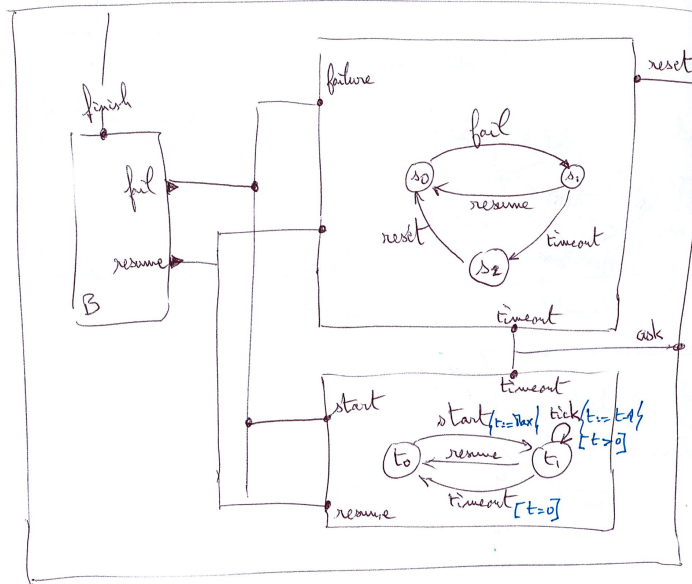 reset
failure
finish
fail
fail
s0
s1
resume
reset
timeout
resume
s2
B
timeout
ask
timeout
start
start {t:=Max} tick {t:=t-1}
[t>0]
t0
resume
t1
timeout [t=0]
resume